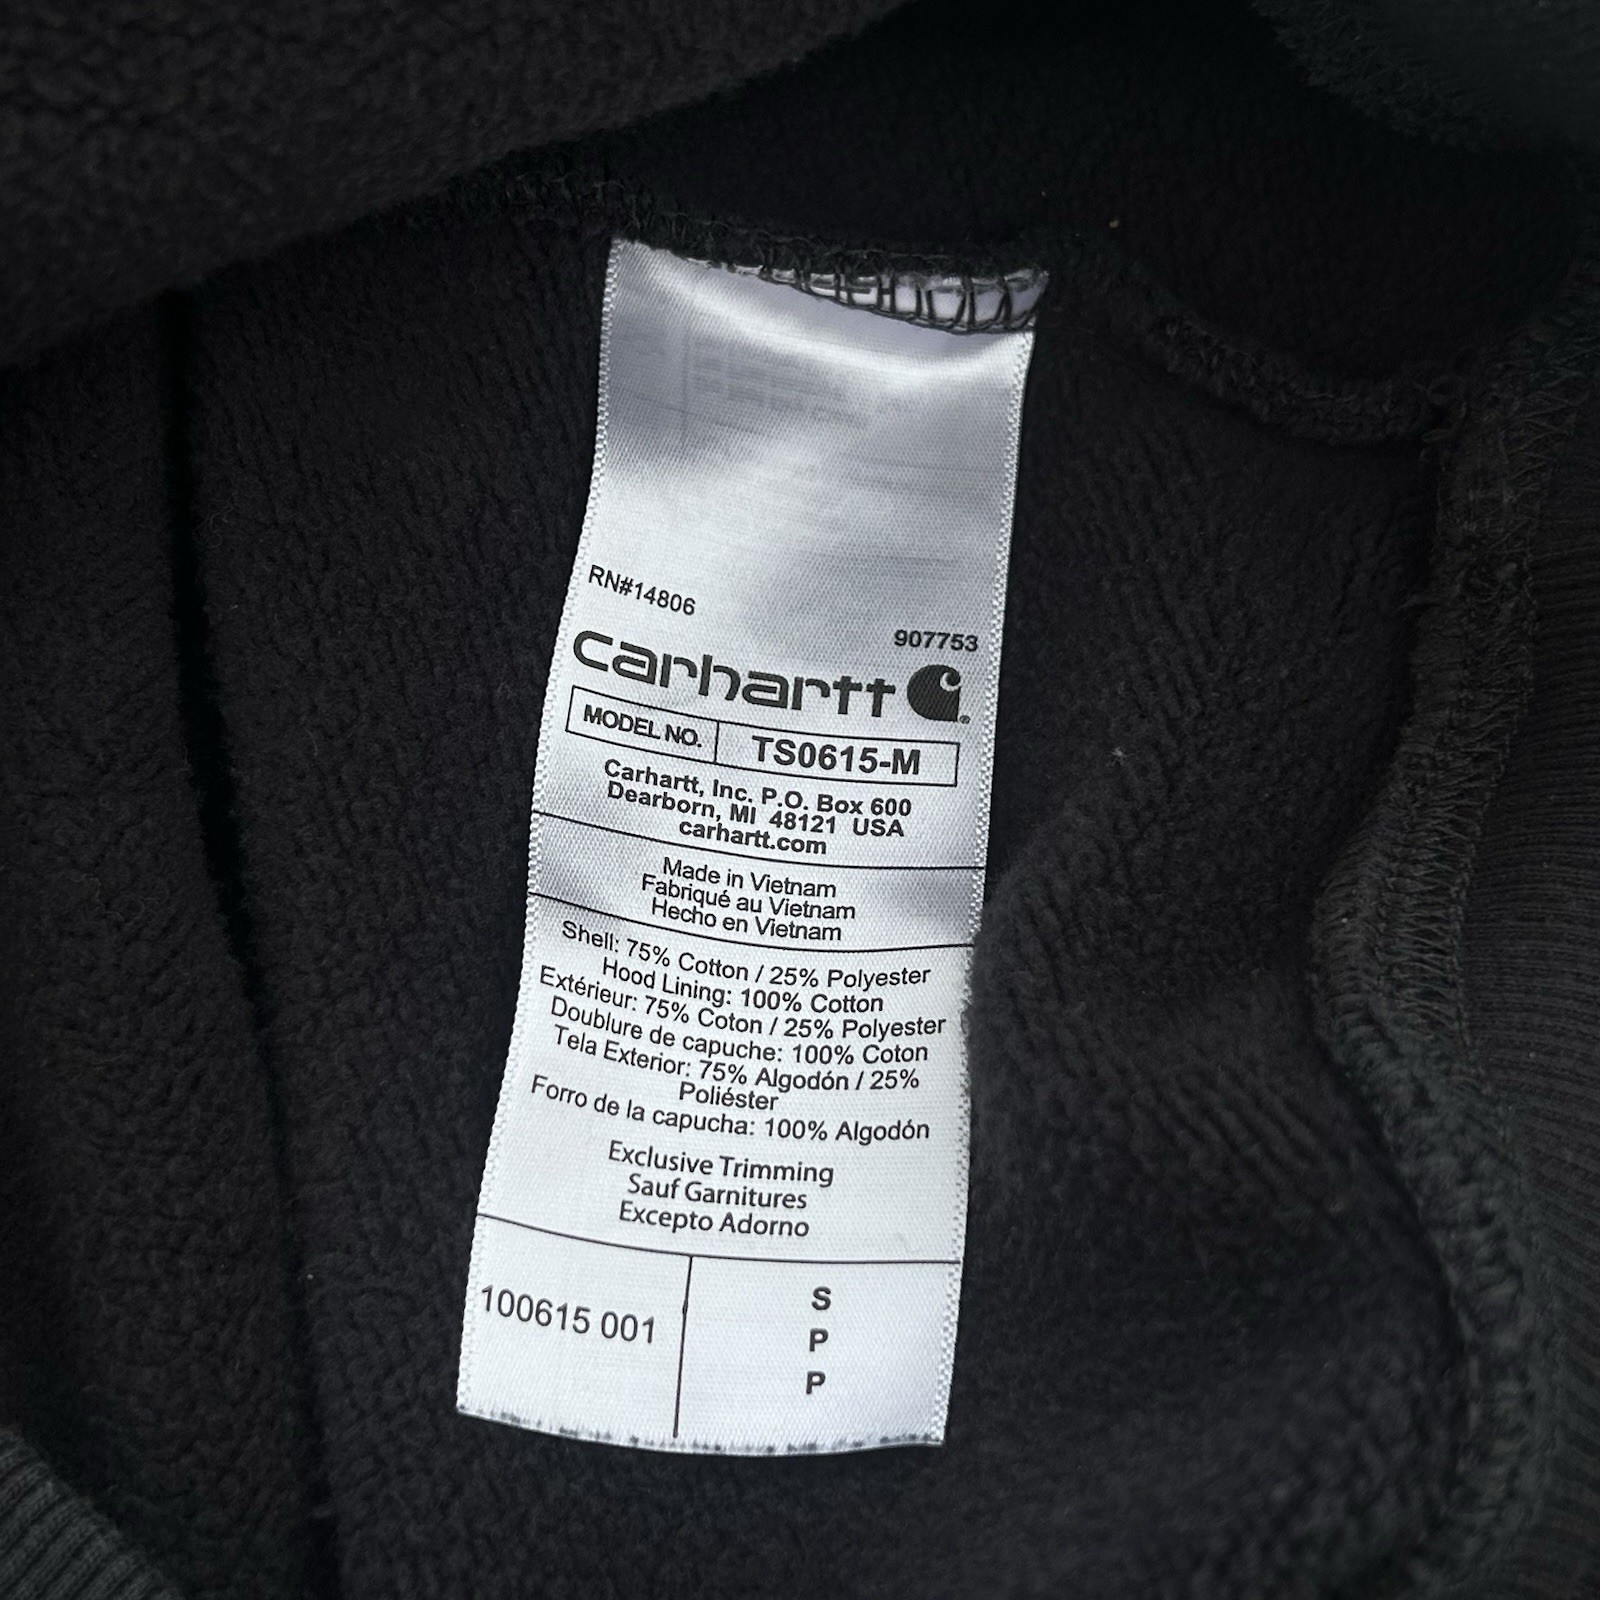 RN#14806
907753
carhartt
MODEL NO. TS0615-M
Carhartt, Inc. P.O. Box 600
Dearborn, MI 48121 USA
carhartt.com
Made in Vietnam
Fabriqué au Vietnam
Hecho en Vietnam
Shell: 75% Cotton / 25% Polyester
Hood Lining: 100% Cotton
Extérieur: 75% Coton / 25% Polyester
Doublure de capuche: 100% Coton
Tela Exterior: 75% Algodón / 25%
Poliéster
Forro de la capucha: 100% Algodón
Exclusive Trimming
Sauf Garnitures
Excepto Adorno
100615 001
S
P
P